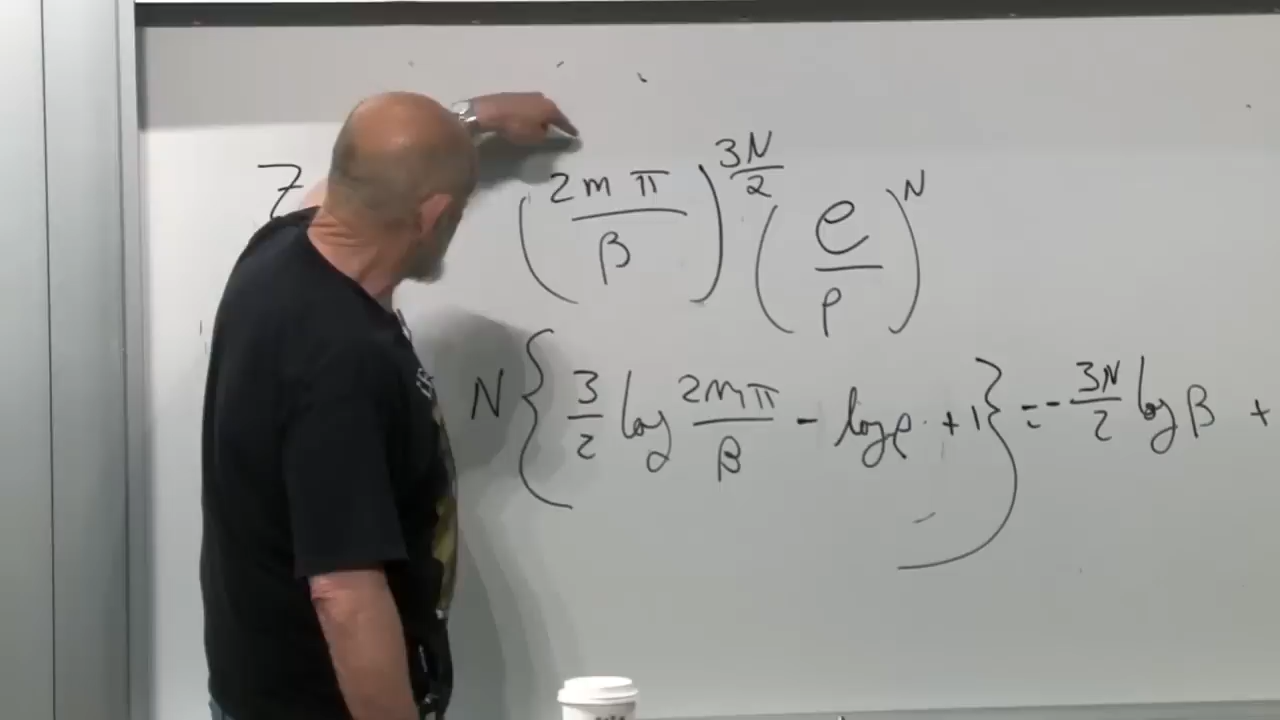 Z (2mπ/β)^(3N/2) (e/ρ)^N
N{3/2 log 2mπ/β - log ρ + 1} = - 3N/2 log β +